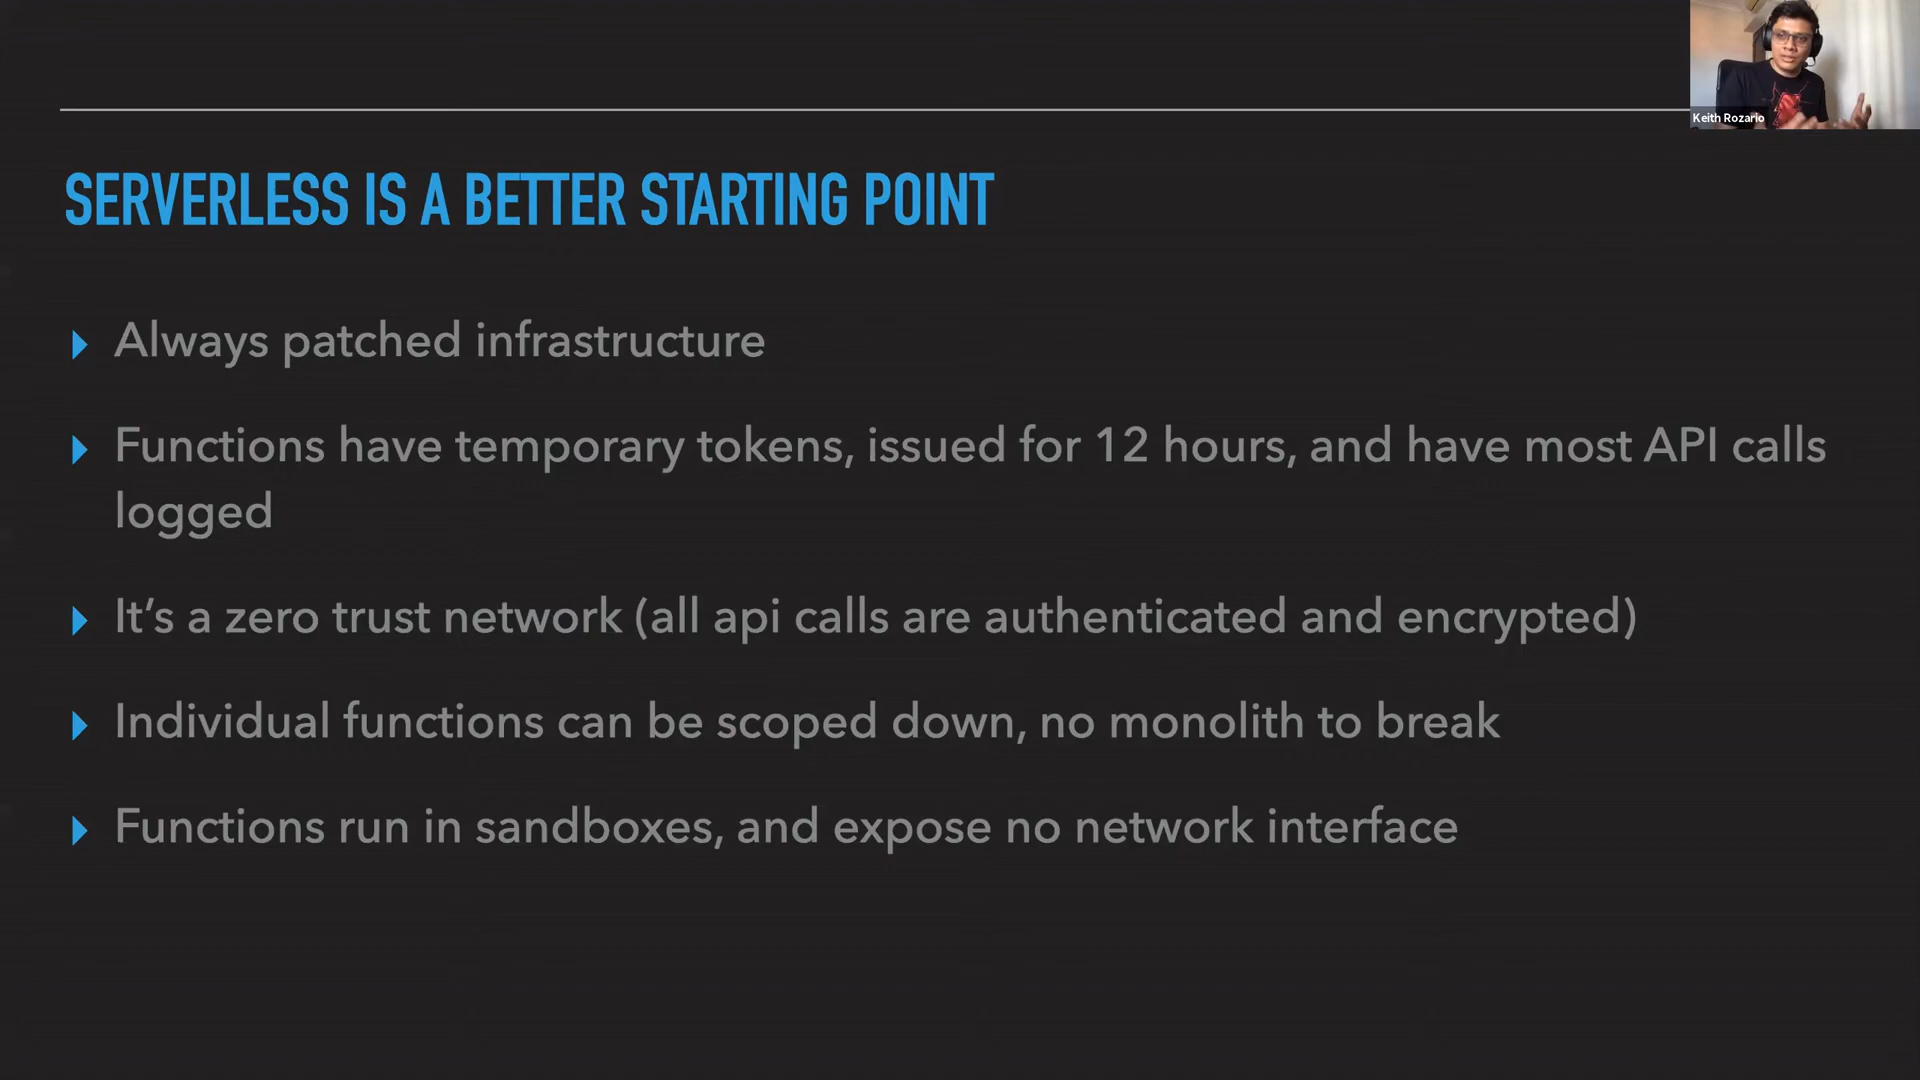 Keith Rozario
SERVERLESS IS A BETTER STARTING POINT
Always patched infrastructure
Functions have temporary tokens, issued for 12 hours, and have most API calls
logged
It's a zero trust network (all api calls are authenticated and encrypted)
Individual functions can be scoped down, no monolith to break
Functions run in sandboxes, and expose no network interface